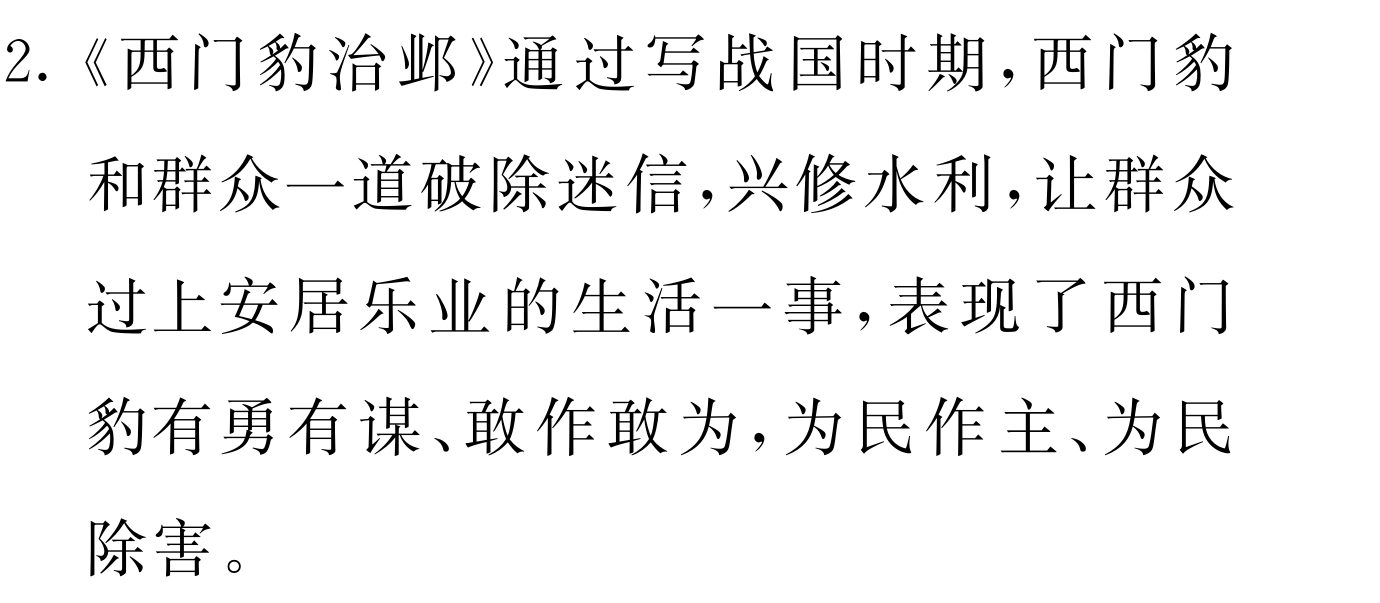 2.《西门豹治邺》通过写战国时期,西门豹
和群众一道破除迷信,兴修水利,让群众
过上安居乐业的生活一事,表现了西门
豹有勇有谋、敢作敢为,为民作主、为民
除害。